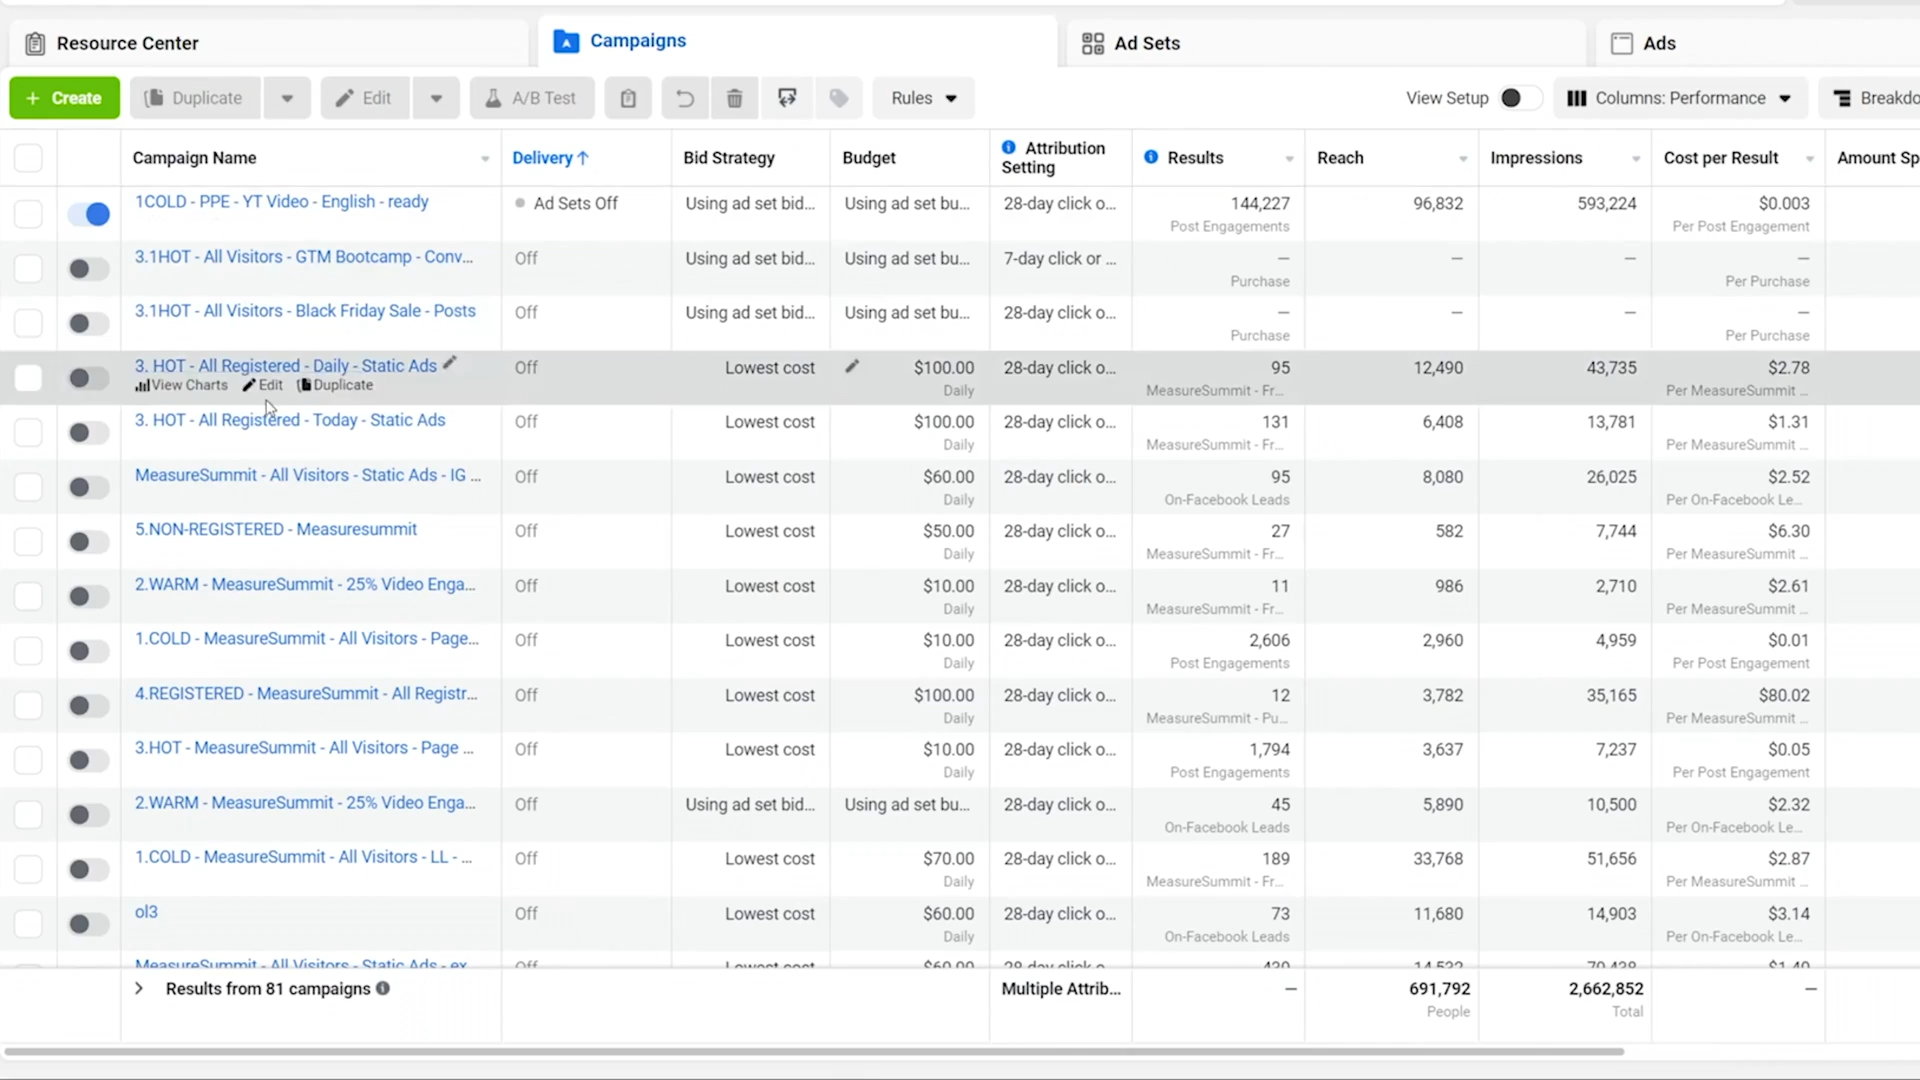 Resource Center
Campaigns
Ad Sets
Ads
+ Create
Duplicate
Edit
A/B Test
Rules
View Setup
Columns: Performance
Breakdo
Campaign Name
Delivery ↑
Bid Strategy
Budget
Attribution Setting
Results
Reach
Impressions
Cost per Result
Amount Sp
1COLD - PPE - YT Video - English - ready
Ad Sets Off
Using ad set bid...
Using ad set bu...
28-day click o...
144,227
96,832
593,224
$0.003
Post Engagements
Per Post Engagement
3.1HOT - All Visitors - GTM Bootcamp - Conv...
Off
Using ad set bid...
Using ad set bu...
7-day click or ...
—
—
—
—
Purchase
Per Purchase
3.1HOT - All Visitors - Black Friday Sale - Posts
Off
Using ad set bid...
Using ad set bu...
28-day click o...
—
—
—
—
Purchase
Per Purchase
3. HOT - All Registered - Daily - Static Ads
Off
Lowest cost
$100.00
28-day click o...
95
12,490
43,735
$2.78
View Charts
Edit
Duplicate
Daily
MeasureSummit - Fr...
Per MeasureSummit ...
3. HOT - All Registered - Today - Static Ads
Off
Lowest cost
$100.00
28-day click o...
131
6,408
13,781
$1.31
Daily
MeasureSummit - Fr...
Per MeasureSummit ...
MeasureSummit - All Visitors - Static Ads - IG ...
Off
Lowest cost
$60.00
28-day click o...
95
8,080
26,025
$2.52
Daily
On-Facebook Leads
Per On-Facebook Le...
5.NON-REGISTERED - Measuresummit
Off
Lowest cost
$50.00
28-day click o...
27
582
7,744
$6.30
Daily
MeasureSummit - Fr...
Per MeasureSummit ...
2.WARM - MeasureSummit - 25% Video Enga...
Off
Lowest cost
$10.00
28-day click o...
11
986
2,710
$2.61
Daily
MeasureSummit - Fr...
Per MeasureSummit ...
1.COLD - MeasureSummit - All Visitors - Page...
Off
Lowest cost
$10.00
28-day click o...
2,606
2,960
4,959
$0.01
Daily
Post Engagements
Per Post Engagement
4.REGISTERED - MeasureSummit - All Registr...
Off
Lowest cost
$100.00
28-day click o...
12
3,782
35,165
$80.02
Daily
MeasureSummit - Pu...
Per MeasureSummit ...
3.HOT - MeasureSummit - All Visitors - Page ...
Off
Lowest cost
$10.00
28-day click o...
1,794
3,637
7,237
$0.05
Daily
Post Engagements
Per Post Engagement
2.WARM - MeasureSummit - 25% Video Enga...
Off
Using ad set bid...
Using ad set bu...
28-day click o...
45
5,890
10,500
$2.32
On-Facebook Leads
Per On-Facebook Le...
1.COLD - MeasureSummit - All Visitors - LL - ...
Off
Lowest cost
$70.00
28-day click o...
189
33,768
51,656
$2.87
Daily
MeasureSummit - Fr...
Per MeasureSummit ...
ol3
Off
Lowest cost
$60.00
28-day click o...
73
11,680
14,903
$3.14
Daily
On-Facebook Leads
Per On-Facebook Le...
MeasureSummit - All Visitors - Static Ads - ex
Off
Lowest cost
$60.00
28-day click o
Results from 81 campaigns
Multiple Attrib...
—
691,792
2,662,852
—
People
Total